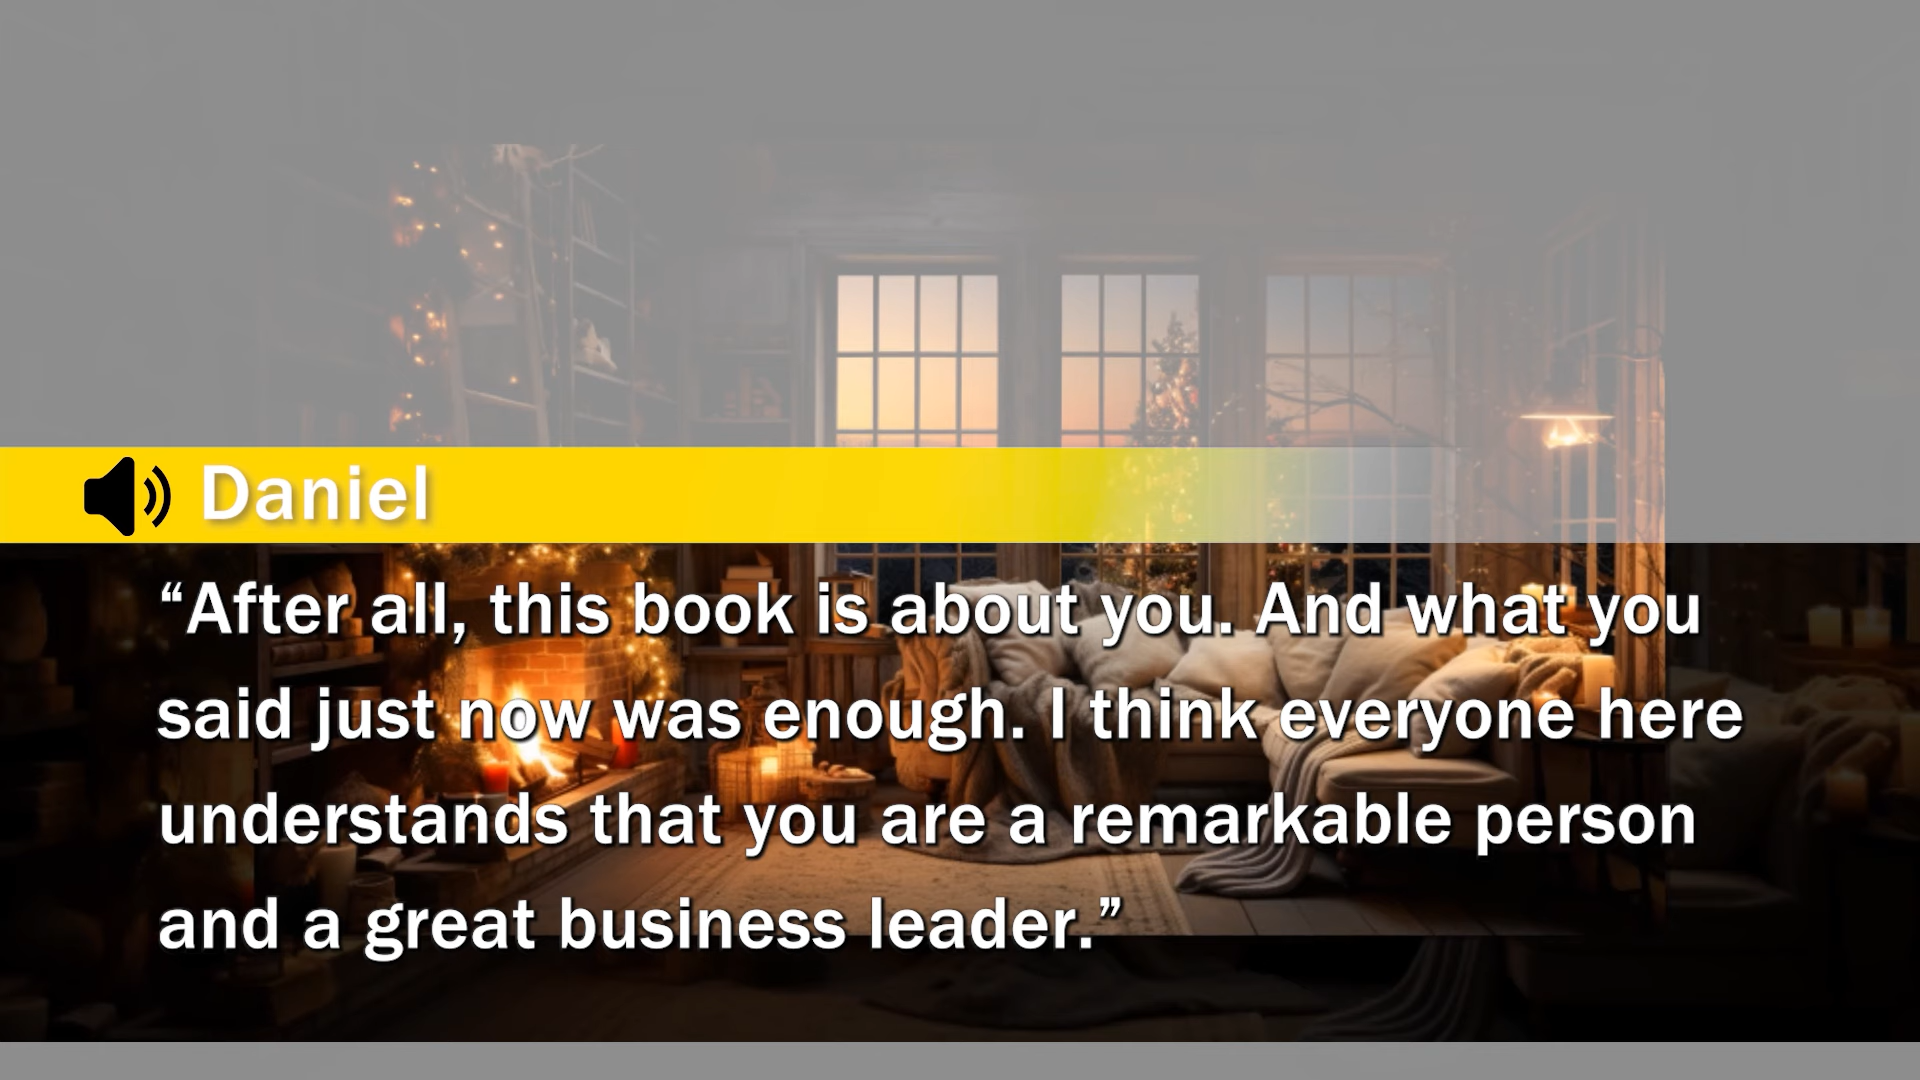 Daniel
“After all, this book is about you. And what you
said just now was enough. I think everyone here
understands that you are a remarkable person
and a great business leader.”